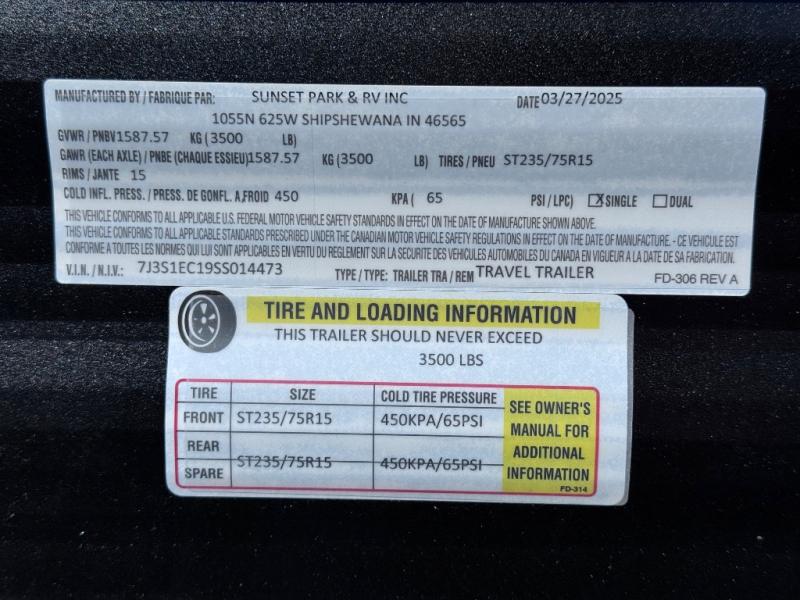 MANUFACTURED BY / FABRIQUE PAR: SUNSET PARK & RV INC DATE 03/27/2025
1055N 625W SHIPSHEWANA IN 46565
GVWR / PNBV 1587.57 KG (3500 LB)
GAWR (EACH AXLE) / PNBE (CHAQUE ESSIEU) 1587.57 KG (3500 LB) TIRES / PNEU ST235/75R15
RIMS / JANTE 15
COLD INFL. PRESS. / PRESS. DE GONFL. A FROID 450 KPA ( 65 PSI / LPC) X SINGLE DUAL
THIS VEHICLE CONFORMS TO ALL APPLICABLE U.S. FEDERAL MOTOR VEHICLE SAFETY STANDARDS IN EFFECT ON THE DATE OF MANUFACTURE SHOWN ABOVE.
THIS VEHICLE CONFORMS TO ALL APPLICABLE STANDARDS PRESCRIBED UNDER THE CANADIAN MOTOR VEHICLE SAFETY REGULATIONS IN EFFECT ON THE DATE OF MANUFACTURE - CE VEHICULE EST
CONFORME A TOUTES LES NORMES QUI LUI SONT APPLICABLES EN VERTU DU REGLEMENT SUR LA SECURITE DES VEHICULES AUTOMOBILES DU CANADA EN VIGUEUR A LA DATE DE SA FABRICATION.
V.I.N. / N.I.V.: 7J3S1EC19SS014473 TYPE / TYPE: TRAILER TRA / REM TRAVEL TRAILER FD-306 REV A
TIRE AND LOADING INFORMATION
THIS TRAILER SHOULD NEVER EXCEED
3500 LBS
TIRE SIZE COLD TIRE PRESSURE
FRONT ST235/75R15 450KPA/65PSI
REAR
SPARE ST235/75R15 450KPA/65PSI
SEE OWNER'S
MANUAL FOR
ADDITIONAL
INFORMATION
FD-314